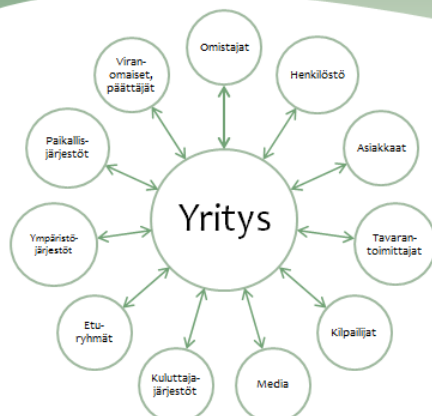 Omistajat
Henkilöstö
Asiakkaat
Tavaran-
toimittajat
Kilpailijat
Media
Kuluttaja-
järjestöt
Etu-
ryhmät
Ympäristö-
järjestöt
Paikallis-
järjestöt
Viran-
omaiset,
päättäjät
Yritys